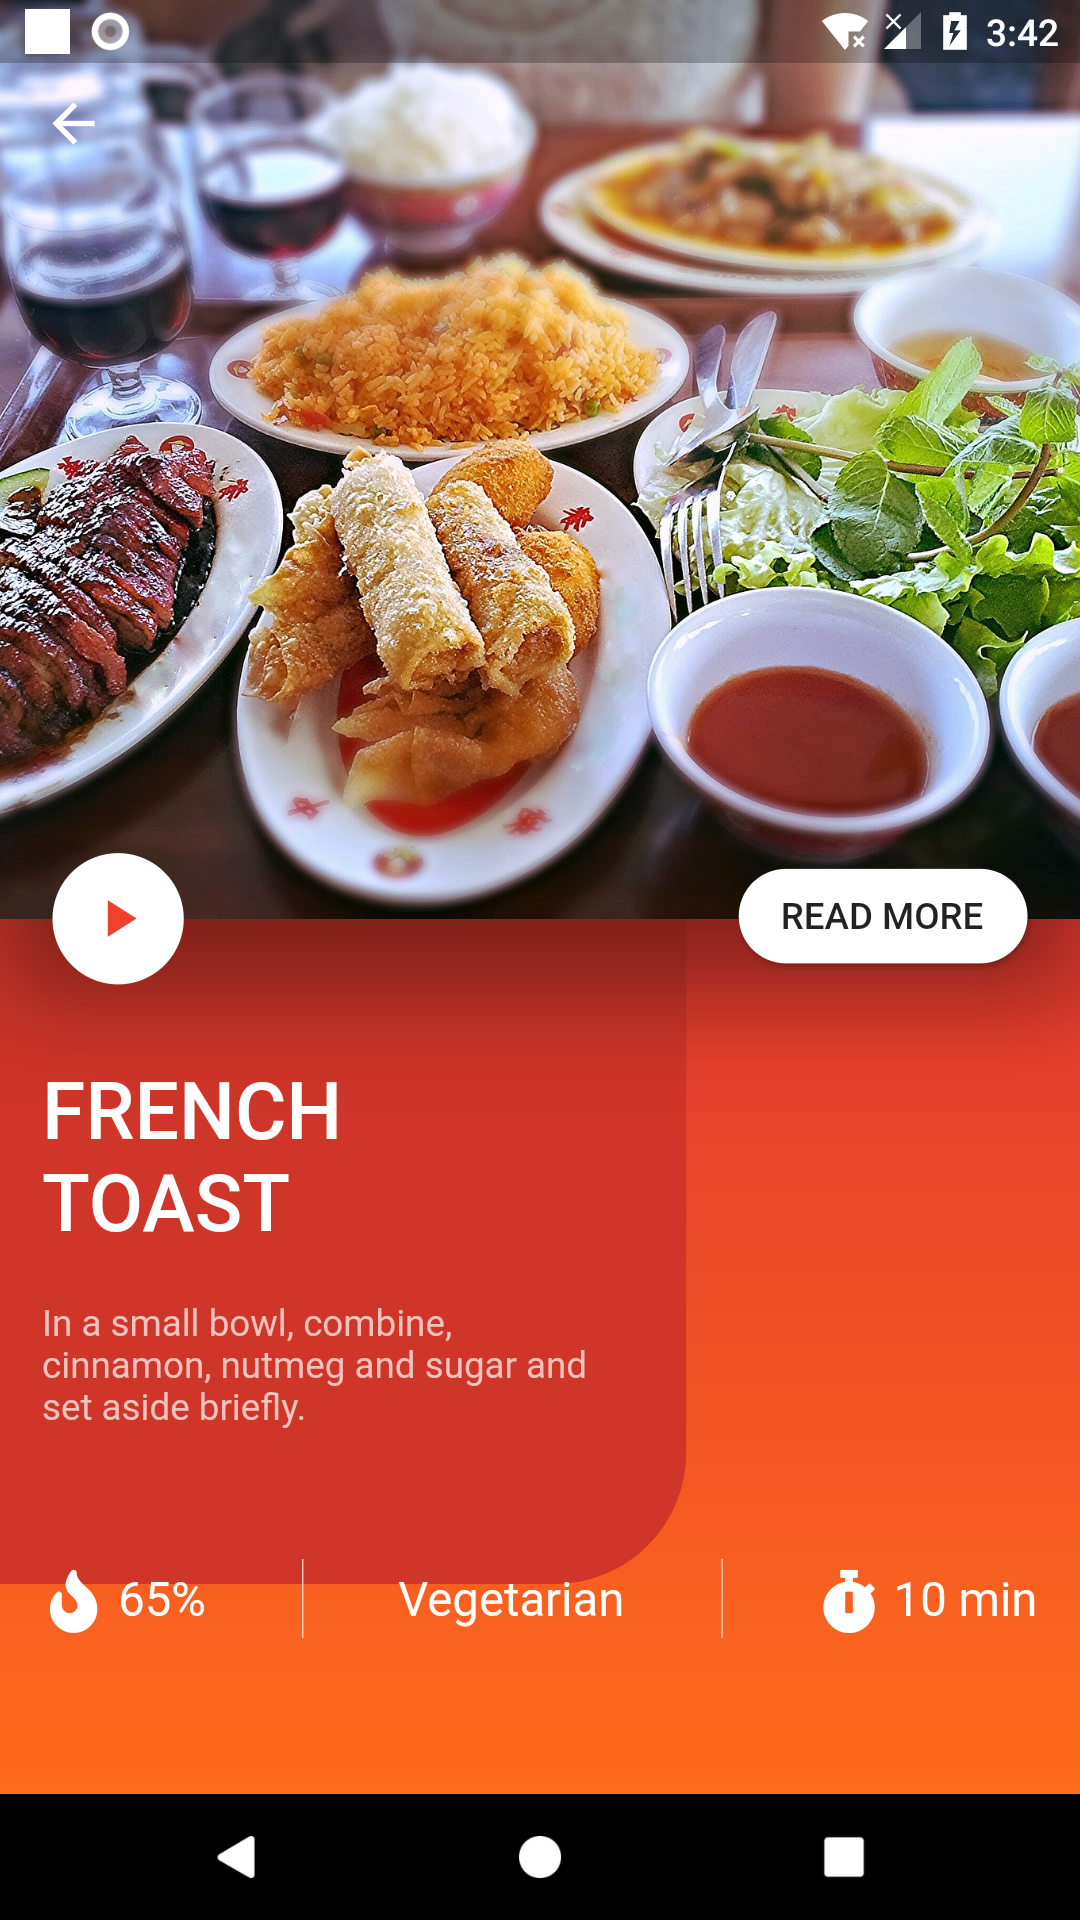 3:42
READ MORE
FRENCH
TOAST
In a small bowl, combine,
cinnamon, nutmeg and sugar and
set aside briefly.
65%
Vegetarian
10 min